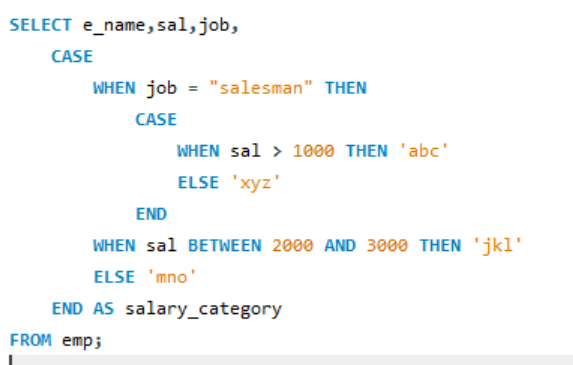 SELECT e_name,sal,job,
    CASE
        WHEN job = "salesman" THEN
            CASE
                WHEN sal > 1000 THEN 'abc'
                ELSE 'xyz'
            END
        WHEN sal BETWEEN 2000 AND 3000 THEN 'jkl'
        ELSE 'mno'
    END AS salary_category
FROM emp;